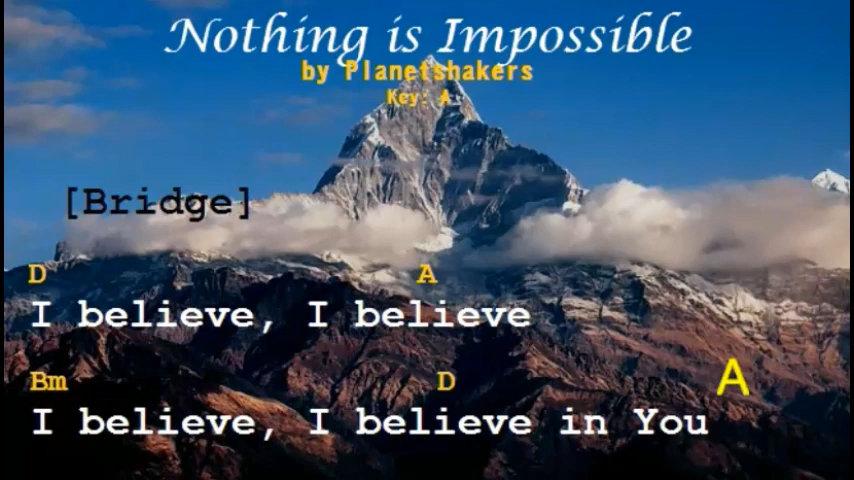 Nothing is Impossible
by Planetshakers
Key: A
[Bridge]
D A
I believe, I believe
Bm D A
I believe, I believe in You